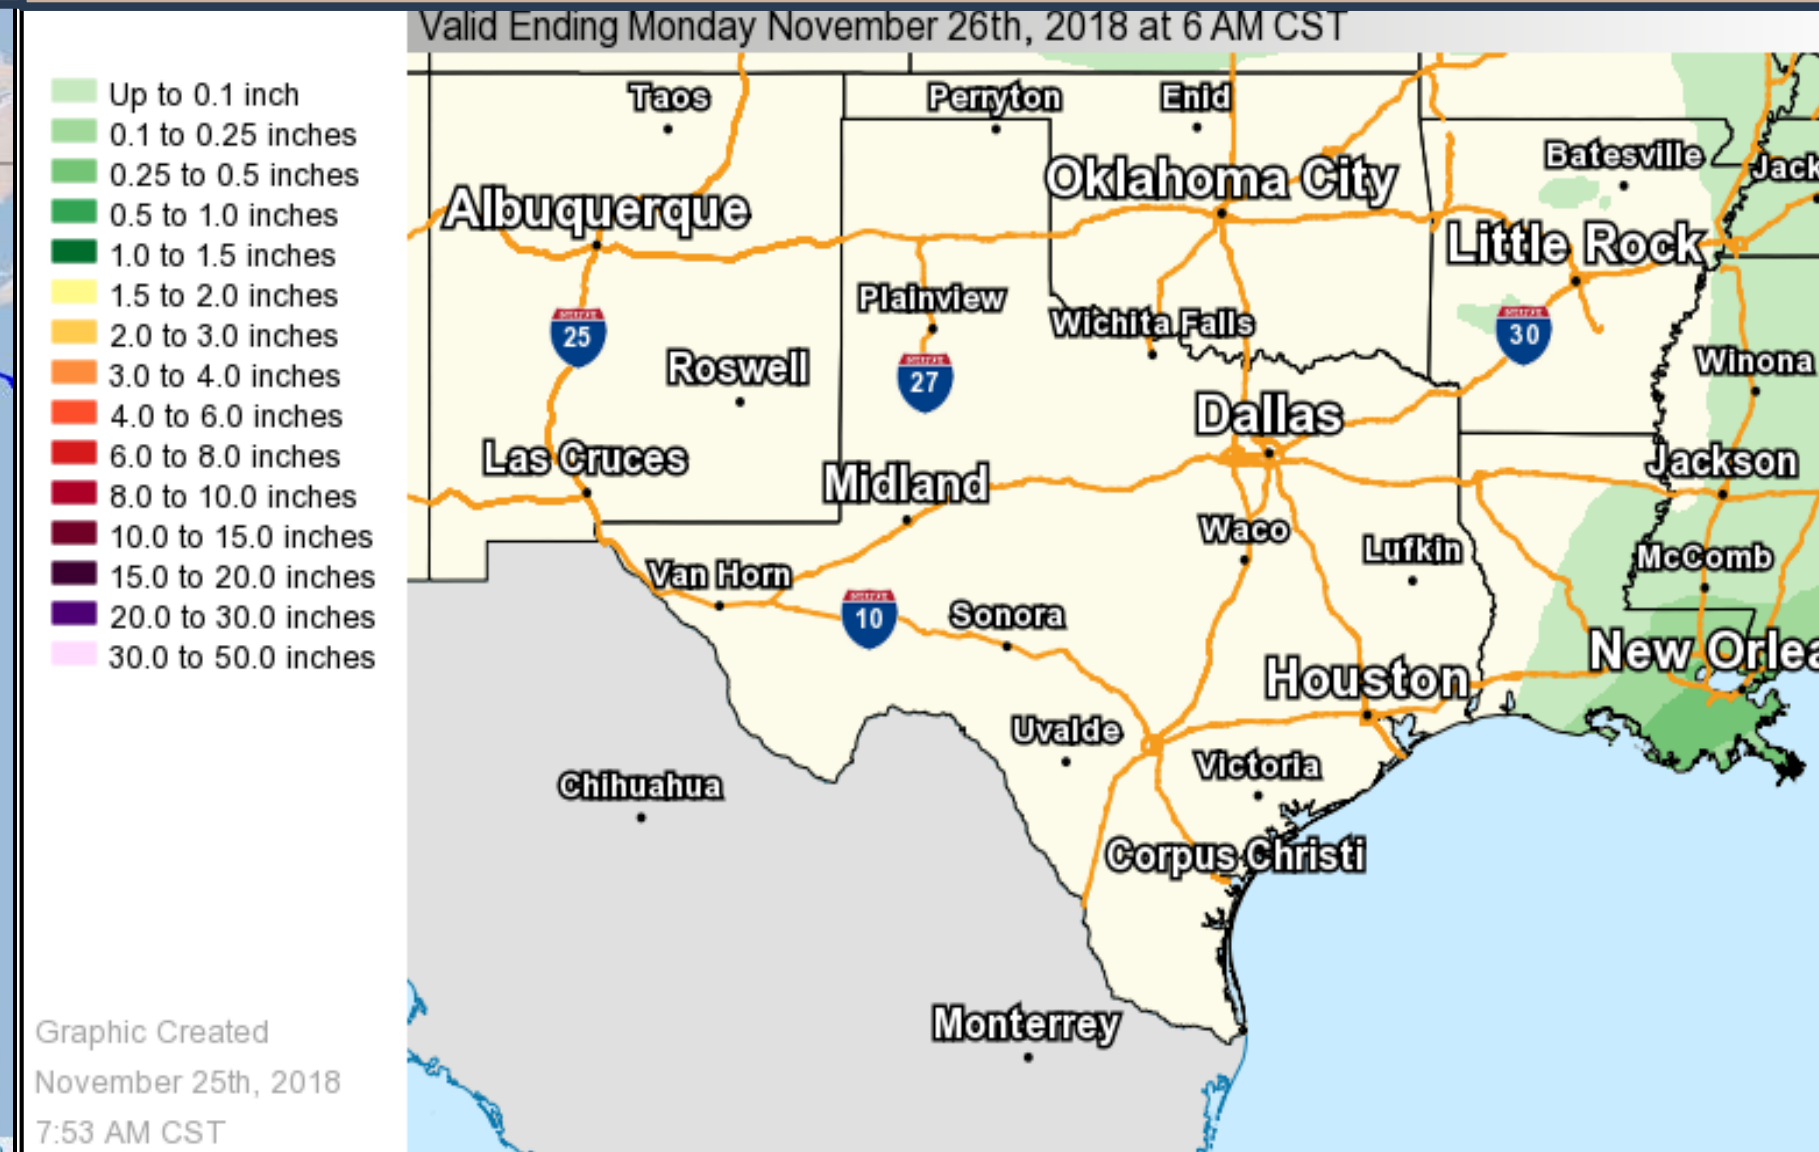 Valid Ending Monday November 26th, 2018 at 6 AM CST
Up to 0.1 inch
0.1 to 0.25 inches
0.25 to 0.5 inches
0.5 to 1.0 inches
1.0 to 1.5 inches
1.5 to 2.0 inches
2.0 to 3.0 inches
3.0 to 4.0 inches
4.0 to 6.0 inches
6.0 to 8.0 inches
8.0 to 10.0 inches
10.0 to 15.0 inches
15.0 to 20.0 inches
20.0 to 30.0 inches
30.0 to 50.0 inches
Graphic Created
November 25th, 2018
7:53 AM CST
Taos
Perryton
Enid
Batesville
Jack
Oklahoma City
Albuquerque
Little Rock
Plainview
Wichita Falls
25
30
Roswell
27
Winona
Dallas
Las Cruces
Midland
Jackson
Waco
Lufkin
McComb
Van Horn
10
Sonora
New Orlea
Houston
Uvalde
Victoria
Chihuahua
Corpus Christi
Monterrey